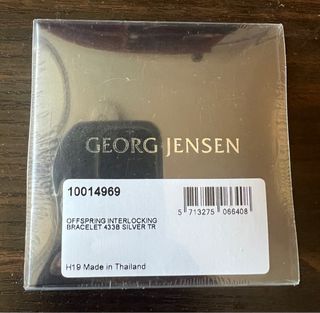 GEORG JENSEN
10014969
OFFSPRING INTERLOCKING
BRACELET 433B SILVER TR
5 713275 066408
H19 Made in Thailand